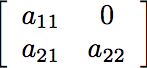 [ a₁₁ 0
a₂₁ a₂₂ ]